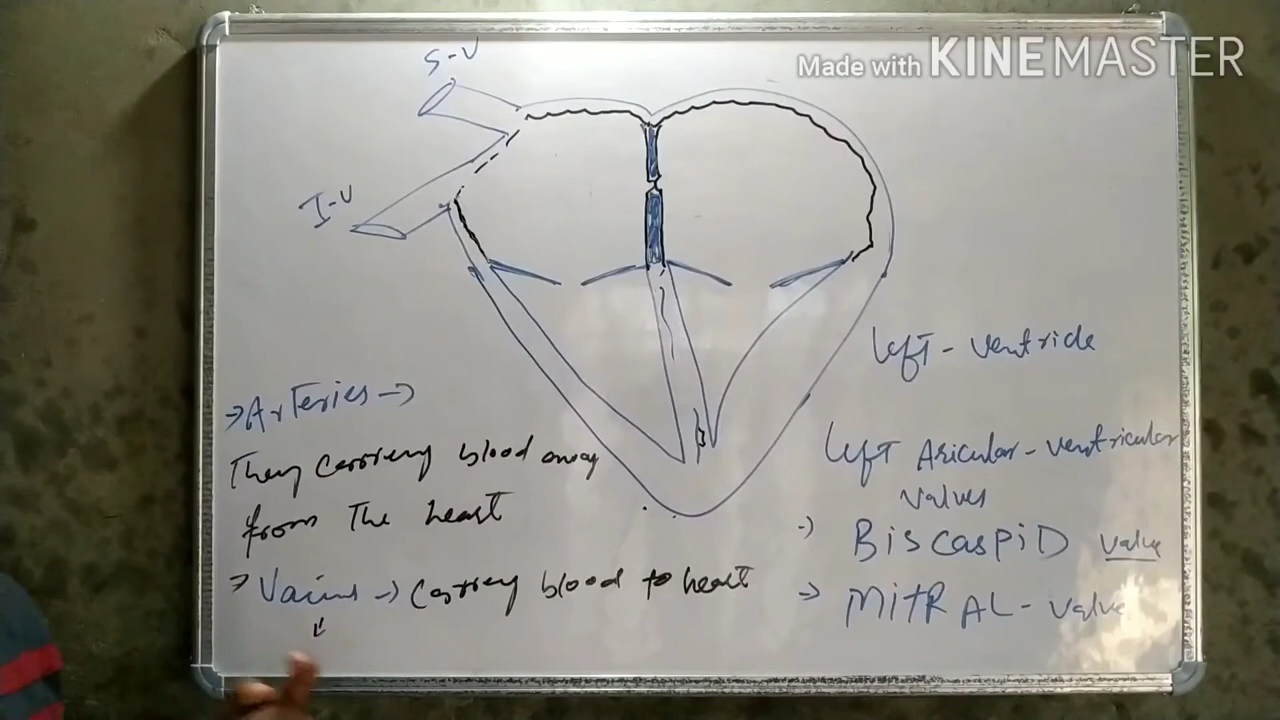 Made with KINEMASTER
S-V
I-V
Left - ventricle
→ Arteries →
They carrery blood away
from The heart
Left Aricular - ventricular
valves
→ BiscaspiD valve
→ Vains → Carrey blood to heart
→ MitRAL - valve